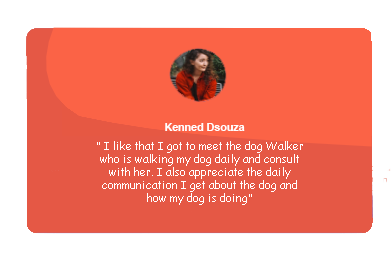 Kenned Dsouza
" I like that I got to meet the dog Walker
who is walking my dog daily and consult
with her. I also appreciate the daily
communication I get about the dog and
how my dog is doing"